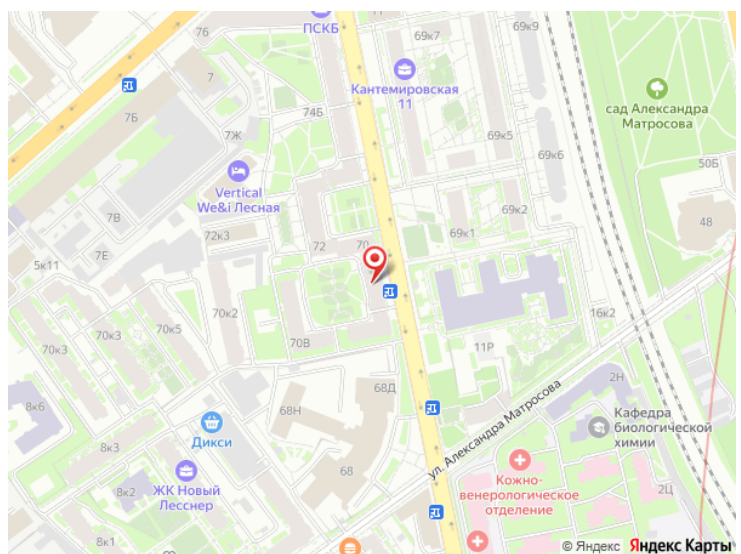 ПСКБ
69к7
69к9
7
Кантемировская
11
сад Александра
Матросова
7Б
74Б
7Ж
69к5
69к6
50Б
Vertical
We&i Лесная
7В
72к3
69к2
48
7Е
72
70
69к1
5к11
16к2
70к3
70к5
70к2
70В
11Р
68Д
2Н
ул. Александра Матросова
8к6
68Н
Дикси
Кафедра
биологической
химии
8к3
68
ЖК Новый
Лесснер
8к2
Кожно-
венерологическое
отделение
2Ц
© Яндекс Яндекс Карты